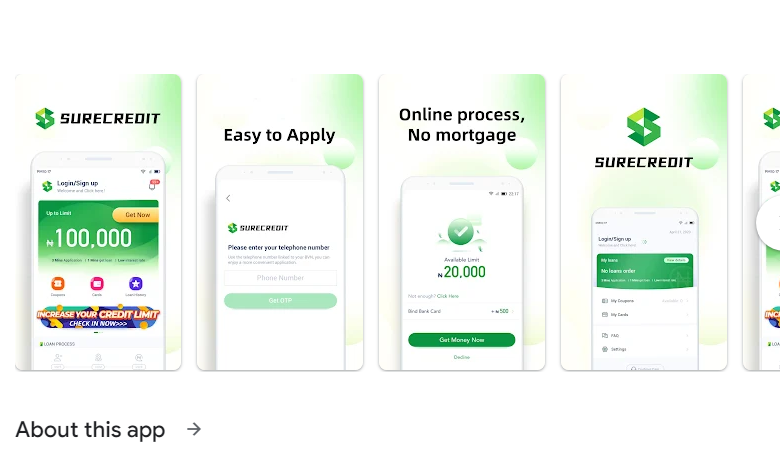 SURECREDIT
Login/Sign up
Welcome and Click here!
Up to Limit
Get Now
₦100,000
Coupons
Cards
Loan History
INCREASE YOUR CREDIT LIMIT
CHECK IN NOW>>>
LOAN PROCESS
Easy to Apply
SURECREDIT
Please enter your telephone number
Phone Number
Get OTP
Online process,
No mortgage
Available Limit
₦20,000
Not enough? Click Here
Bind Bank Card
+ ₦500
Get Money Now
Decline
SURECREDIT
Login/Sign up
My loans
View details
No loans order
My Coupons
My Cards
FAQ
Settings
About this app